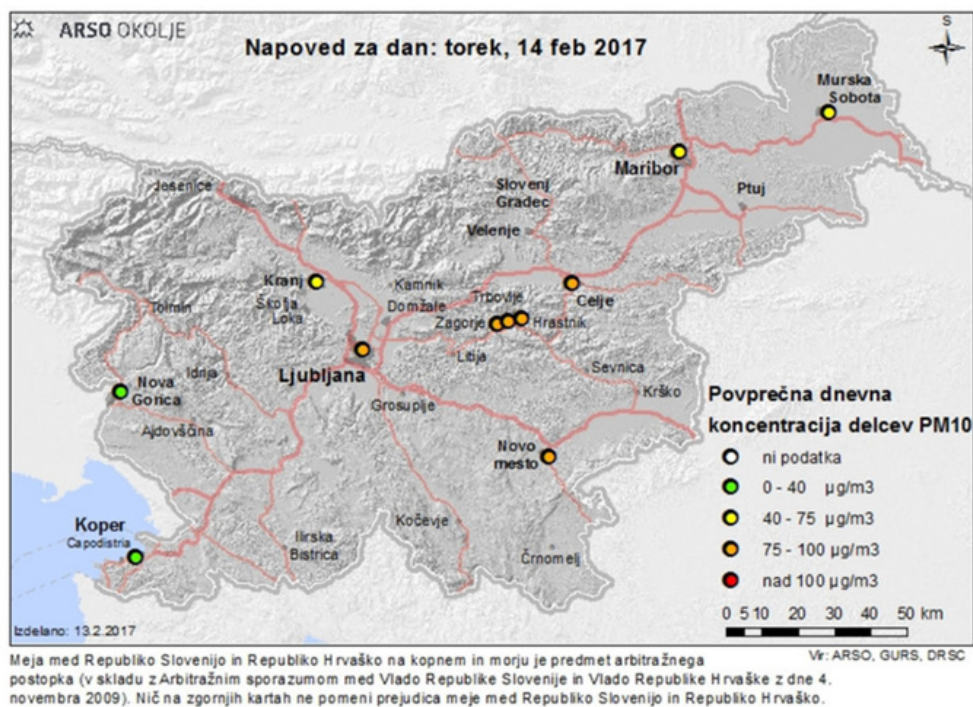 ARSO OKOLJE
Napoved za dan: torek, 14 feb 2017
S
Murska
Sobota
Maribor
Slovenj
Gradec
Ptuj
Jesenice
Velenje
Kranj
Kamnik
Celje
Škofja
Loka
Domžale
Trbovlje
Tolmin
Zagorje
Hrastnik
Ljubljana
Litija
Idrija
Sevnica
Nova
Gorica
Grosuplje
Krško
Ajdovščina
Novo
mesto
Koper
Capodistria
Ilirska
Bistrica
Kočevje
Črnomelj
Povprečna dnevna
koncentracija delcev PM10
ni podatka
0 - 40 µg/m3
40 - 75 µg/m3
75 - 100 µg/m3
nad 100 µg/m3
0 5 10 20 30 40 50 km
Izdelano: 13.2.2017
Vir: ARSO, GURS, DRSC
Meja med Republiko Slovenijo in Republiko Hrvaško na kopnem in morju je predmet arbitražnega
postopka (v skladu z Arbitražnim sporazumom med Vlado Republike Slovenije in Vlado Republike Hrvaške z dne 4.
novembra 2009). Nič na zgornjih kartah ne pomeni prejudica meje med Republiko Slovenijo in Republiko Hrvaško.